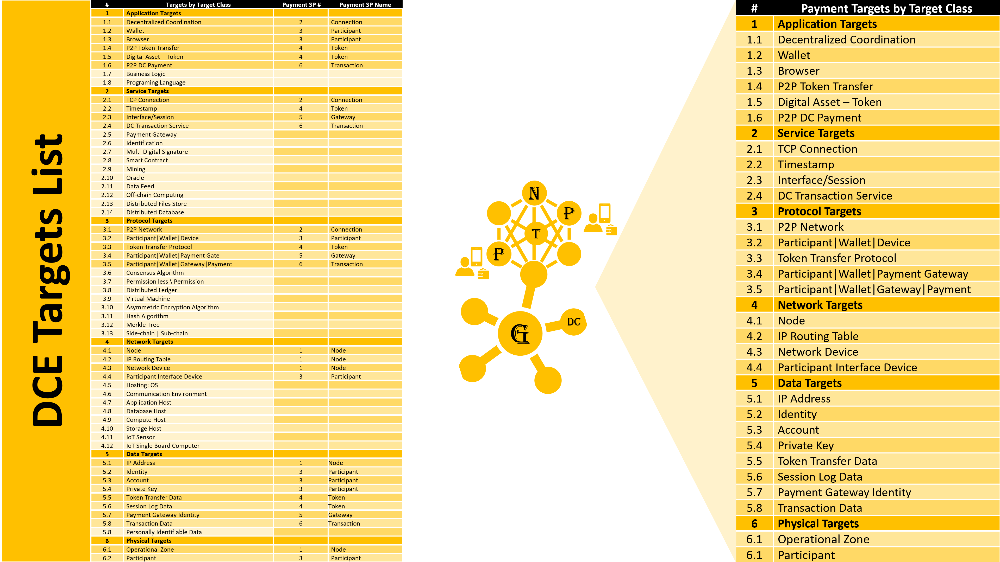 DCE Targets List
# Targets by Target Class Payment SP # Payment SP Name
1 Application Targets
1.1 Decentralized Coordination 2 Connection
1.2 Wallet 3 Participant
1.3 Browser 3 Participant
1.4 P2P Token Transfer 4 Token
1.5 Digital Asset – Token 4 Token
1.6 P2P DC Payment 6 Transaction
1.7 Business Logic
1.8 Programing Language
2 Service Targets
2.1 TCP Connection 2 Connection
2.2 Timestamp 4 Token
2.3 Interface/Session 5 Gateway
2.4 DC Transaction Service 6 Transaction
2.5 Payment Gateway
2.6 Identification
2.7 Multi-Digital Signature
2.8 Smart Contract
2.9 Mining
2.10 Oracle
2.11 Data Feed
2.12 Off-chain Computing
2.13 Distributed Files Store
2.14 Distributed Database
3 Protocol Targets
3.1 P2P Network 2 Connection
3.2 Participant|Wallet|Device 3 Participant
3.3 Token Transfer Protocol 4 Token
3.4 Participant|Wallet|Payment Gate 5 Gateway
3.5 Participant|Wallet|Gateway|Payment 6 Transaction
3.6 Consensus Algorithm
3.7 Permission less \ Permission
3.8 Distributed Ledger
3.9 Virtual Machine
3.10 Asymmetric Encryption Algorithm
3.11 Hash Algorithm
3.12 Merkle Tree
3.13 Side-chain | Sub-chain
4 Network Targets
4.1 Node 1 Node
4.2 IP Routing Table 1 Node
4.3 Network Device 1 Node
4.4 Participant Interface Device 3 Participant
4.5 Hosting: OS
4.6 Communication Environment
4.7 Application Host
4.8 Database Host
4.9 Compute Host
4.10 Storage Host
4.11 IoT Sensor
4.12 IoT Single Board Computer
5 Data Targets
5.1 IP Address 1 Node
5.2 Identity 3 Participant
5.3 Account 3 Participant
5.4 Private Key 3 Participant
5.5 Token Transfer Data 4 Token
5.6 Session Log Data 4 Token
5.7 Payment Gateway Identity 5 Gateway
5.8 Transaction Data 6 Transaction
5.8 Personally Identifiable Data
6 Physical Targets
6.1 Operational Zone 1 Node
6.2 Participant 3 Participant
N
P
T
P
DC
G
# Payment Targets by Target Class
1 Application Targets
1.1 Decentralized Coordination
1.2 Wallet
1.3 Browser
1.4 P2P Token Transfer
1.5 Digital Asset – Token
1.6 P2P DC Payment
2 Service Targets
2.1 TCP Connection
2.2 Timestamp
2.3 Interface/Session
2.4 DC Transaction Service
3 Protocol Targets
3.1 P2P Network
3.2 Participant|Wallet|Device
3.3 Token Transfer Protocol
3.4 Participant|Wallet|Payment Gateway
3.5 Participant|Wallet|Gateway|Payment
4 Network Targets
4.1 Node
4.2 IP Routing Table
4.3 Network Device
4.4 Participant Interface Device
5 Data Targets
5.1 IP Address
5.2 Identity
5.3 Account
5.4 Private Key
5.5 Token Transfer Data
5.6 Session Log Data
5.7 Payment Gateway Identity
5.8 Transaction Data
6 Physical Targets
6.1 Operational Zone
6.1 Participant